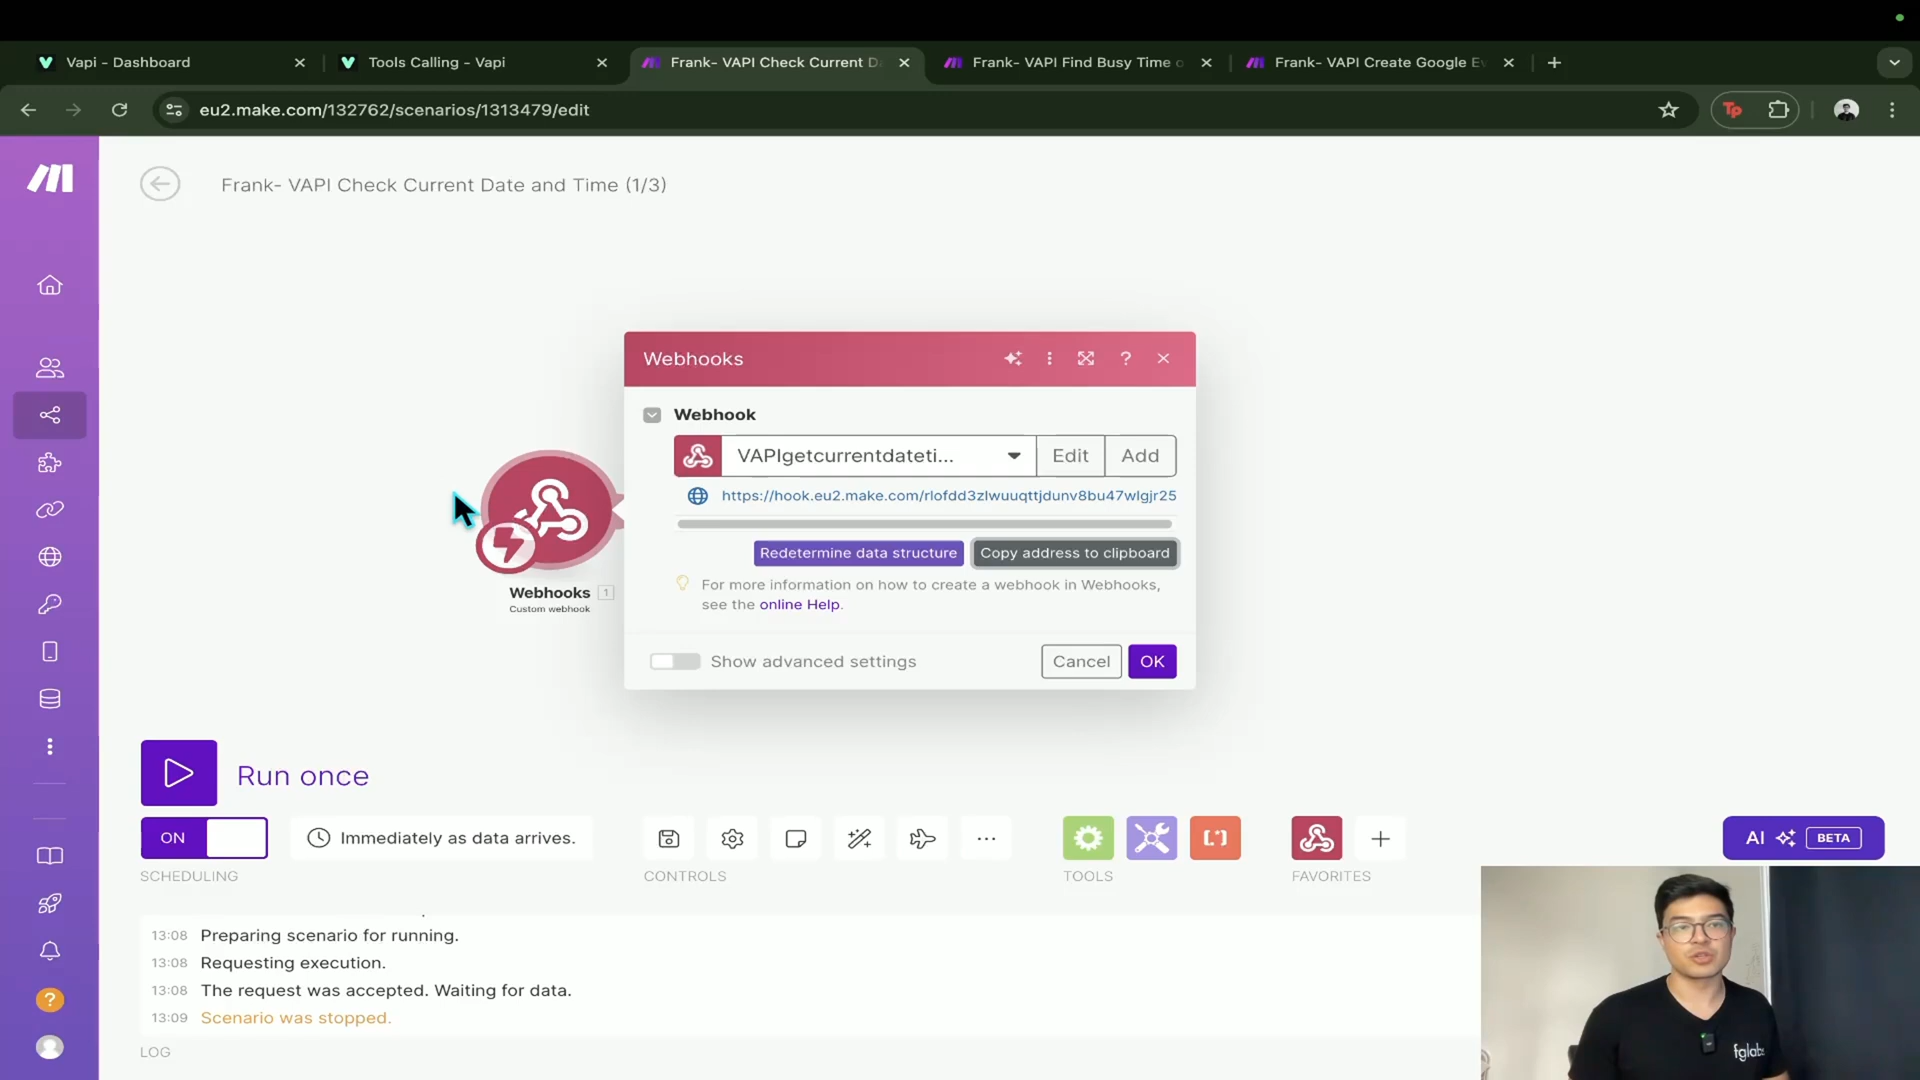 Vapi - Dashboard
Tools Calling - Vapi
Frank- VAPI Check Current D
Frank- VAPI Find Busy Time o
Frank- VAPI Create Google Ev
eu2.make.com/132762/scenarios/1313479/edit
Tp
Frank- VAPI Check Current Date and Time (1/3)
Webhooks
?
Webhook
VAPIgetcurrentdateti...
Edit
Add
https://hook.eu2.make.com/rlofdd3zlwuuqttjdunv8bu47wlgjr25
Redetermine data structure
Copy address to clipboard
For more information on how to create a webhook in Webhooks,
see the online Help.
Webhooks
1
Custom webhook
Show advanced settings
Cancel
OK
Run once
ON
Immediately as data arrives.
AI
BETA
SCHEDULING
CONTROLS
TOOLS
FAVORITES
13:08 Preparing scenario for running.
13:08 Requesting execution.
13:08 The request was accepted. Waiting for data.
13:09 Scenario was stopped.
?
LOG
fglabs